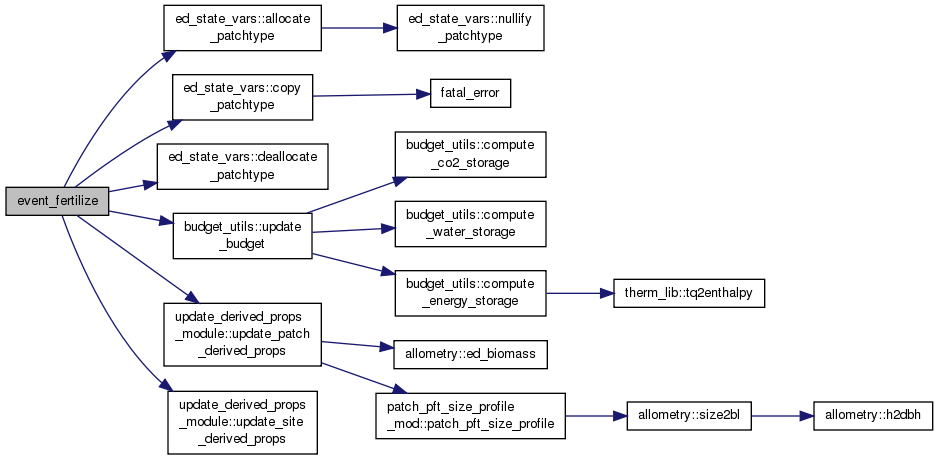 event_fertilize
ed_state_vars::allocate
_patchtype
ed_state_vars::nullify
_patchtype
ed_state_vars::copy
_patchtype
fatal_error
ed_state_vars::deallocate
_patchtype
budget_utils::update
_budget
budget_utils::compute
_co2_storage
budget_utils::compute
_water_storage
budget_utils::compute
_energy_storage
therm_lib::tq2enthalpy
update_derived_props
_module::update_patch
_derived_props
allometry::ed_biomass
patch_pft_size_profile
_mod::patch_pft_size_profile
allometry::size2bl
allometry::h2dbh
update_derived_props
_module::update_site
_derived_props